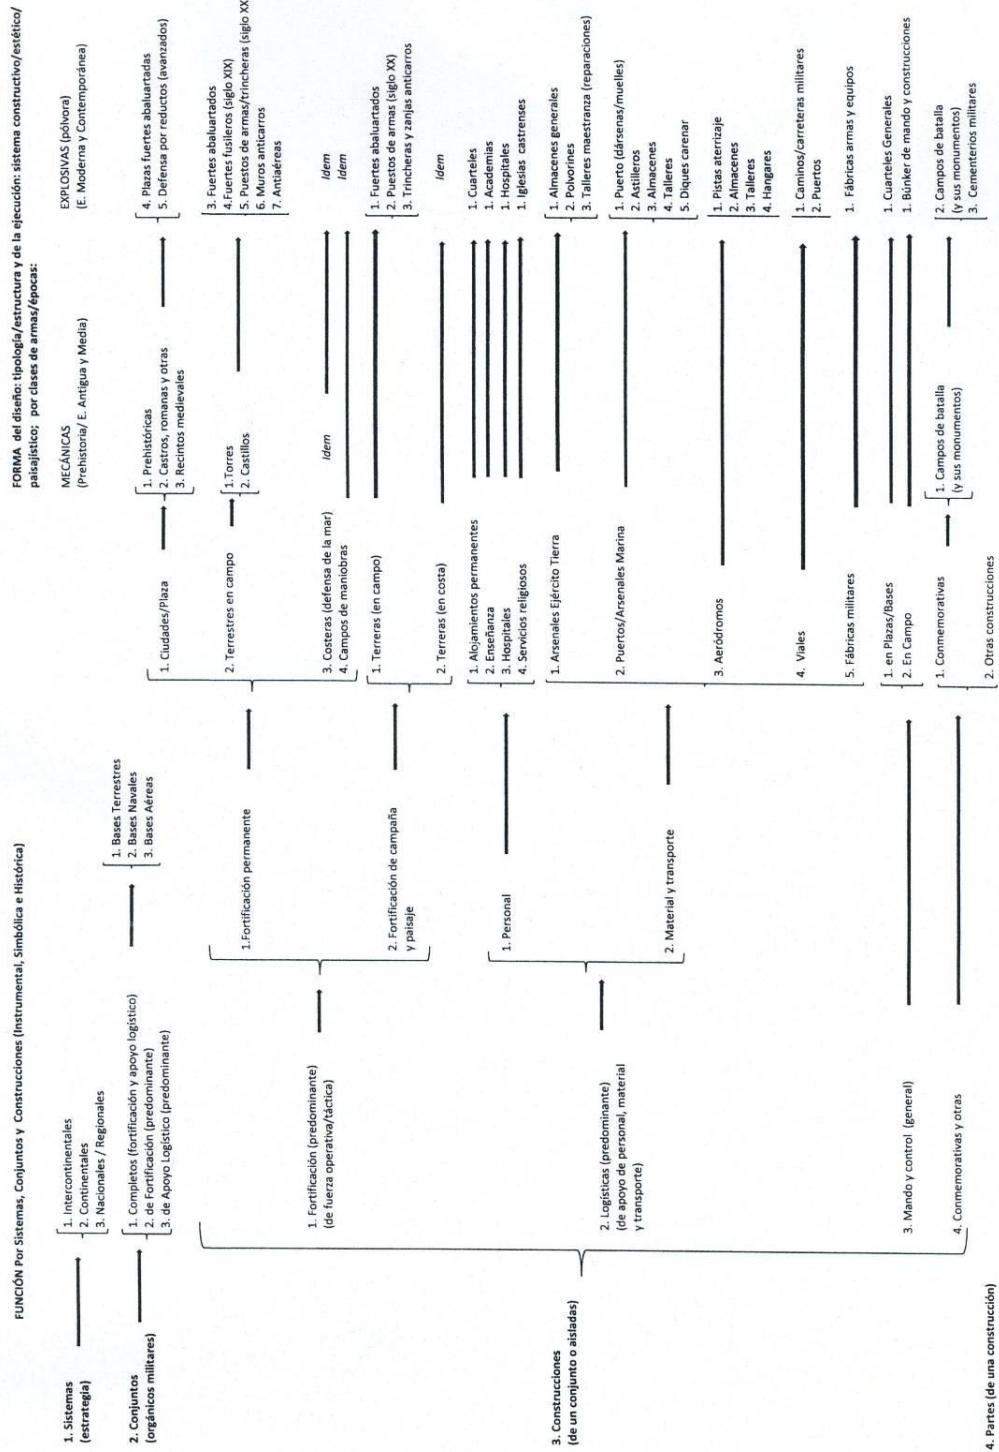 FUNCIÓN Por Sistemas, Conjuntos y Construcciones (Instrumental, Simbólica e Histórica)
FORMA del diseño: tipología/estructura y de la ejecución: sistema constructivo/estético/
paisajístico; por clases de armas/épocas:
MECÁNICAS
(Prehistoria/ E. Antigua y Media)
EXPLOSIVAS (pólvora)
(E. Moderna y Contemporánea)
1. Sistemas
(estrategia)
1. Intercontinentales
2. Continentales
3. Nacionales / Regionales
2. Conjuntos
(orgánicos militares)
1. Completos (fortificación y apoyo logístico)
2. de Fortificación (predominante)
3. de Apoyo Logístico (predominante)
1. Bases Terrestres
2. Bases Navales
3. Bases Aéreas
3. Construcciones
(de un conjunto o aisladas)
1. Fortificación (predominante)
(de fuerza operativa/táctica)
1.Fortificación permanente
1. Ciudades/Plaza
1. Prehistóricas
2. Castros, romanas y otras
3. Recintos medievales
4. Plazas fuertes abaluartadas
5. Defensa por reductos (avanzados)
2. Terrestres en campo
1.Torres
2. Castillos
3. Fuertes abaluartados
4.Fuertes fusileros (siglo XIX)
5. Puestos de armas/trincheras (siglo XX
6. Muros anticarros
7. Antiaéreas
3. Costeras (defensa de la mar)
Idem
Idem
4. Campos de maniobras
Idem
2. Fortificación de campaña
y paisaje
1. Terreras (en campo)
1. Fuertes abaluartados
2. Puestos de armas (siglo XX)
3. Trincheras y zanjas anticarros
2. Terreras (en costa)
Idem
2. Logísticas (predominante)
(de apoyo de personal, material
y transporte)
1. Personal
1. Alojamientos permanentes
2. Enseñanza
3. Hospitales
4. Servicios religiosos
1. Cuarteles
1. Academias
1. Hospitales
1. Iglesias castrenses
2. Material y transporte
1. Arsenales Ejército Tierra
1. Almacenes generales
2. Polvorines
3. Talleres maestranza (reparaciones)
2. Puertos/Arsenales Marina
1. Puerto (dársenas/muelles)
2. Astilleros
3. Almacenes
4. Talleres
5. Diques carenar
3. Aeródromos
1. Pistas aterrizaje
2. Almacenes
3. Talleres
4. Hangares
4. Viales
1. Caminos/carreteras militares
2. Puertos
5. Fábricas militares
1. Fábricas armas y equipos
3. Mando y control (general)
1. en Plazas/Bases
2. En Campo
1. Cuarteles Generales
1. Búnker de mando y construcciones
4. Conmemorativas y otras
1. Conmemorativas
1. Campos de batalla
(y sus monumentos)
2. Campos de batalla
(y sus monumentos)
3. Cementerios militares
2. Otras construcciones
4. Partes (de una construcción)